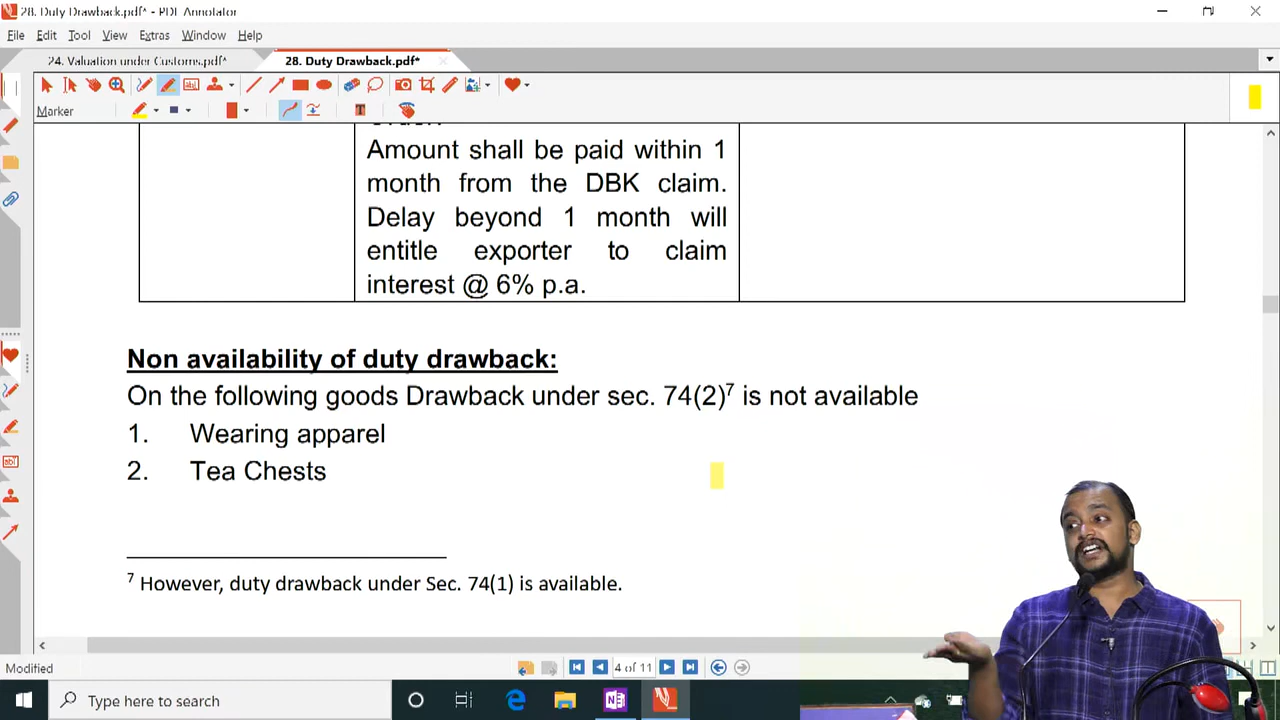 28. Duty Drawback.pdf* - PDF Annotator
File Edit Tool View Extras Window Help
24. Valuation under Customs.pdf* 28. Duty Drawback.pdf*
Marker
Amount shall be paid within 1
month from the DBK claim.
Delay beyond 1 month will
entitle exporter to claim
interest @ 6% p.a.
Non availability of duty drawback:
On the following goods Drawback under sec. 74(2)7 is not available
1. Wearing apparel
2. Tea Chests
7 However, duty drawback under Sec. 74(1) is available.
Modified
4 of 11
Type here to search